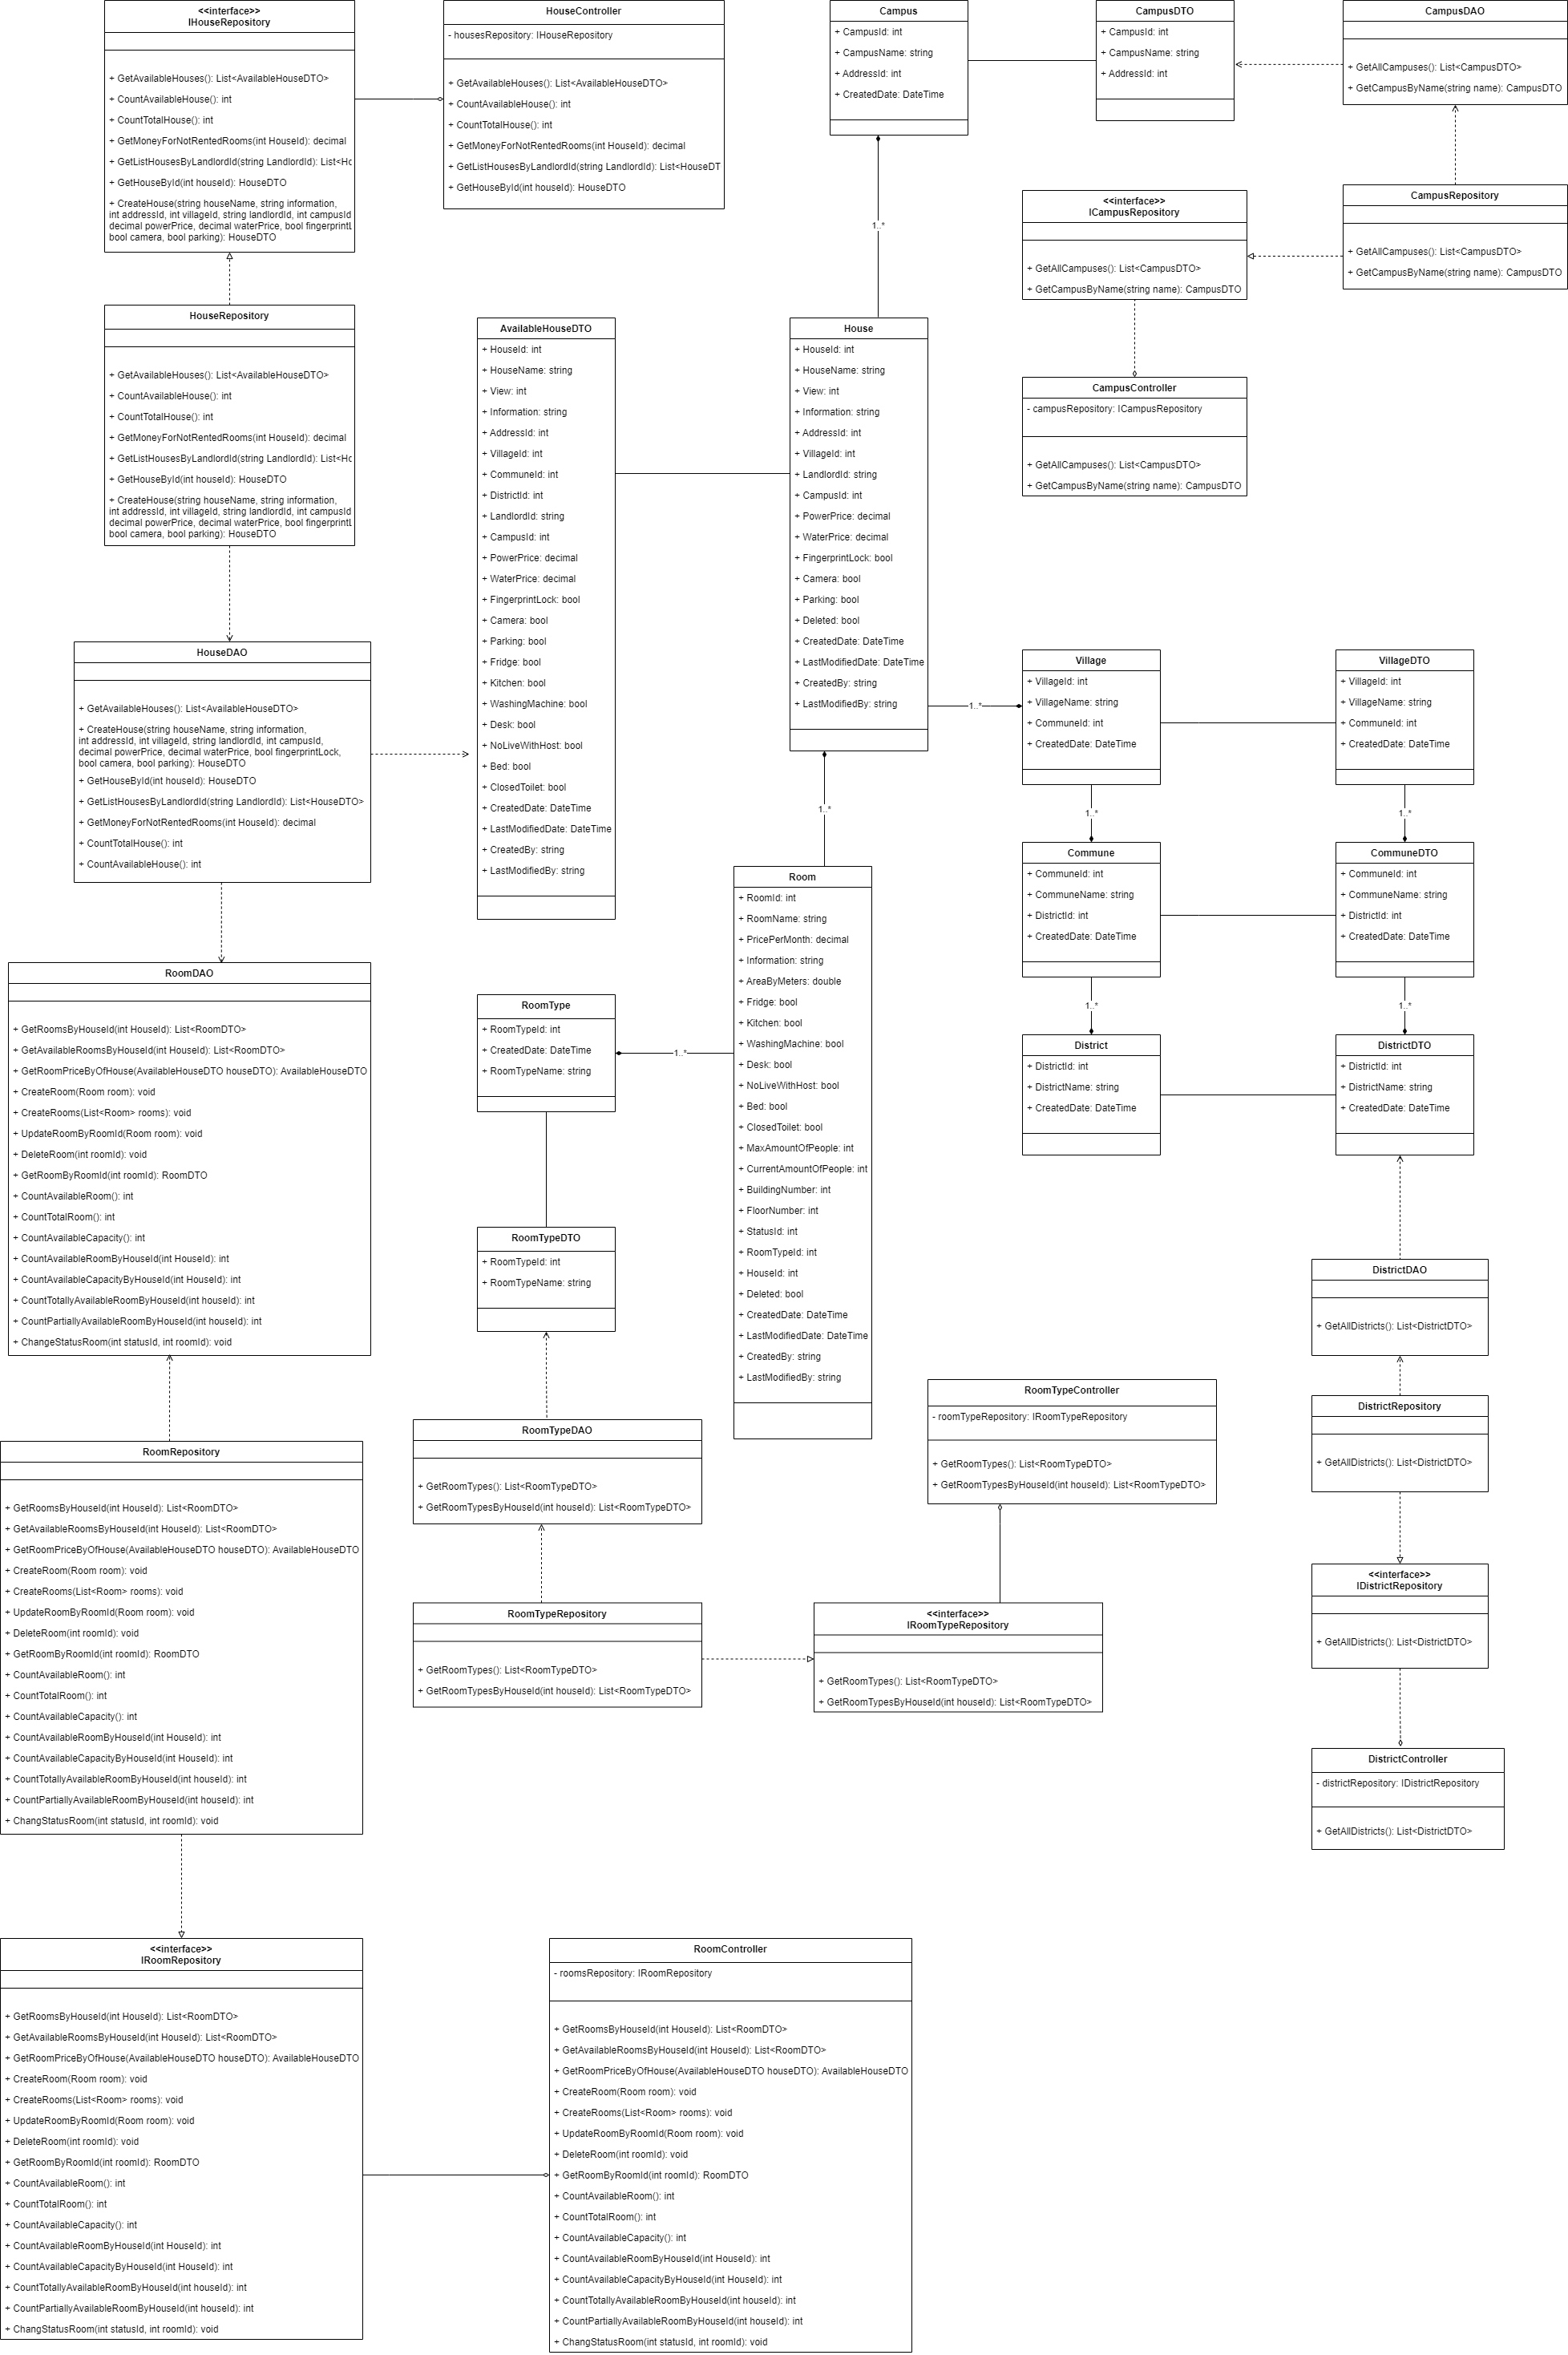 <<interface>>
IHouseRepository
+ GetAvailableHouses(): List<AvailableHouseDTO>
+ CountAvailableHouse(): int
+ CountTotalHouse(): int
+ GetMoneyForNotRentedRooms(int HouseId): decimal
+ GetListHousesByLandlordId(string LandlordId): List<Hc
+ GetHouseById(int houseId): HouseDTO
+ CreateHouse(string houseName, string information,
int addressId, int villageId, string landlordId, int campusId
decimal powerPrice, decimal waterPrice, bool fingerprintL
bool camera, bool parking): HouseDTO
HouseController
- housesRepository: IHouseRepository
+ GetAvailableHouses(): List<AvailableHouseDTO>
+ CountAvailableHouse(): int
+ CountTotalHouse(): int
+ GetMoneyForNotRentedRooms(int HouseId): decimal
+ GetListHousesByLandlordId(string LandlordId): List<HouseDT
+ GetHouseById(int houseId): HouseDTO
Campus
+ CampusId: int
+ CampusName: string
+ AddressId: int
+ CreatedDate: DateTime
CampusDTO
+ CampusId: int
+ CampusName: string
+ AddressId: int
CampusDAO
+ GetAllCampuses(): List<CampusDTO>
+ GetCampusByName(string name): CampusDTO
1..*
<<interface>>
ICampusRepository
+ GetAllCampuses(): List<CampusDTO>
+ GetCampusByName(string name): CampusDTO
CampusRepository
+ GetAllCampuses(): List<CampusDTO>
+ GetCampusByName(string name): CampusDTO
HouseRepository
+ GetAvailableHouses(): List<AvailableHouseDTO>
+ CountAvailableHouse(): int
+ CountTotalHouse(): int
+ GetMoneyForNotRentedRooms(int HouseId): decimal
+ GetListHousesByLandlordId(string LandlordId): List<Hc
+ GetHouseById(int houseId): HouseDTO
+ CreateHouse(string houseName, string information,
int addressId, int villageId, string landlordId, int campusId
decimal powerPrice, decimal waterPrice, bool fingerprintL
bool camera, bool parking): HouseDTO
AvailableHouseDTO
+ HouseId: int
+ HouseName: string
+ View: int
+ Information: string
+ AddressId: int
+ VillageId: int
+ CommuneId: int
+ DistrictId: int
+ LandlordId: string
+ CampusId: int
+ PowerPrice: decimal
+ WaterPrice: decimal
+ FingerprintLock: bool
+ Camera: bool
+ Parking: bool
+ Fridge: bool
+ Kitchen: bool
+ WashingMachine: bool
+ Desk: bool
+ NoLiveWithHost: bool
+ Bed: bool
+ ClosedToilet: bool
+ CreatedDate: DateTime
+ LastModifiedDate: DateTime
+ CreatedBy: string
+ LastModifiedBy: string
House
+ HouseId: int
+ HouseName: string
+ View: int
+ Information: string
+ AddressId: int
+ VillageId: int
+ LandlordId: string
+ CampusId: int
+ PowerPrice: decimal
+ WaterPrice: decimal
+ FingerprintLock: bool
+ Camera: bool
+ Parking: bool
+ Deleted: bool
+ CreatedDate: DateTime
+ LastModifiedDate: DateTime
+ CreatedBy: string
+ LastModifiedBy: string
CampusController
- campusRepository: ICampusRepository
+ GetAllCampuses(): List<CampusDTO>
+ GetCampusByName(string name): CampusDTO
HouseDAO
+ GetAvailableHouses(): List<AvailableHouseDTO>
+ CreateHouse(string houseName, string information,
int addressId, int villageId, string landlordId, int campusId,
decimal powerPrice, decimal waterPrice, bool fingerprintLock,
bool camera, bool parking): HouseDTO
+ GetHouseById(int houseId): HouseDTO
+ GetListHousesByLandlordId(string LandlordId): List<HouseDTO>
+ GetMoneyForNotRentedRooms(int HouseId): decimal
+ CountTotalHouse(): int
+ CountAvailableHouse(): int
1..*
Village
+ VillageId: int
+ VillageName: string
+ CommuneId: int
+ CreatedDate: DateTime
VillageDTO
+ VillageId: int
+ VillageName: string
+ CommuneId: int
+ CreatedDate: DateTime
1..*
1..*
1..*
Commune
+ CommuneId: int
+ CommuneName: string
+ DistrictId: int
+ CreatedDate: DateTime
CommuneDTO
+ CommuneId: int
+ CommuneName: string
+ DistrictId: int
+ CreatedDate: DateTime
1..*
1..*
District
+ DistrictId: int
+ DistrictName: string
+ CreatedDate: DateTime
DistrictDTO
+ DistrictId: int
+ DistrictName: string
+ CreatedDate: DateTime
Room
+ RoomId: int
+ RoomName: string
+ PricePerMonth: decimal
+ Information: string
+ AreaByMeters: double
+ Fridge: bool
+ Kitchen: bool
+ WashingMachine: bool
+ Desk: bool
+ NoLiveWithHost: bool
+ Bed: bool
+ ClosedToilet: bool
+ MaxAmountOfPeople: int
+ CurrentAmountOfPeople: int
+ BuildingNumber: int
+ FloorNumber: int
+ StatusId: int
+ RoomTypeId: int
+ HouseId: int
+ Deleted: bool
+ CreatedDate: DateTime
+ LastModifiedDate: DateTime
+ CreatedBy: string
+ LastModifiedBy: string
RoomDAO
+ GetRoomsByHouseId(int HouseId): List<RoomDTO>
+ GetAvailableRoomsByHouseId(int HouseId): List<RoomDTO>
+ GetRoomPriceByOfHouse(AvailableHouseDTO houseDTO): AvailableHouseDTO
+ CreateRoom(Room room): void
+ CreateRooms(List<Room> rooms): void
+ UpdateRoomByRoomId(Room room): void
+ DeleteRoom(int roomId): void
+ GetRoomByRoomId(int roomId): RoomDTO
+ CountAvailableRoom(): int
+ CountTotalRoom(): int
+ CountAvailableCapacity(): int
+ CountAvailableRoomByHouseId(int HouseId): int
+ CountAvailableCapacityByHouseId(int HouseId): int
+ CountTotallyAvailableRoomByHouseId(int houseId): int
+ CountPartiallyAvailableRoomByHouseId(int houseId): int
+ ChangeStatusRoom(int statusId, int roomId): void
RoomType
+ RoomTypeId: int
+ CreatedDate: DateTime
+ RoomTypeName: string
1..*
RoomTypeDTO
+ RoomTypeId: int
+ RoomTypeName: string
DistrictDAO
+ GetAllDistricts(): List<DistrictDTO>
RoomTypeController
- roomTypeRepository: IRoomTypeRepository
+ GetRoomTypes(): List<RoomTypeDTO>
+ GetRoomTypesByHouseId(int houseId): List<RoomTypeDTO>
DistrictRepository
+ GetAllDistricts(): List<DistrictDTO>
RoomTypeDAO
+ GetRoomTypes(): List<RoomTypeDTO>
+ GetRoomTypesByHouseId(int houseId): List<RoomTypeDTO>
RoomRepository
+ GetRoomsByHouseId(int HouseId): List<RoomDTO>
+ GetAvailableRoomsByHouseId(int HouseId): List<RoomDTO>
+ GetRoomPriceByOfHouse(AvailableHouseDTO houseDTO): AvailableHouseDTO
+ CreateRoom(Room room): void
+ CreateRooms(List<Room> rooms): void
+ UpdateRoomByRoomId(Room room): void
+ DeleteRoom(int roomId): void
+ GetRoomByRoomId(int roomId): RoomDTO
+ CountAvailableRoom(): int
+ CountTotalRoom(): int
+ CountAvailableCapacity(): int
+ CountAvailableRoomByHouseId(int HouseId): int
+ CountAvailableCapacityByHouseId(int HouseId): int
+ CountTotallyAvailableRoomByHouseId(int houseId): int
+ CountPartiallyAvailableRoomByHouseId(int houseId): int
+ ChangStatusRoom(int statusId, int roomId): void
RoomTypeRepository
+ GetRoomTypes(): List<RoomTypeDTO>
+ GetRoomTypesByHouseId(int houseId): List<RoomTypeDTO>
<<interface>>
IRoomTypeRepository
+ GetRoomTypes(): List<RoomTypeDTO>
+ GetRoomTypesByHouseId(int houseId): List<RoomTypeDTO>
<<interface>>
IDistrictRepository
+ GetAllDistricts(): List<DistrictDTO>
DistrictController
- districtRepository: IDistrictRepository
+ GetAllDistricts(): List<DistrictDTO>
<<interface>>
IRoomRepository
+ GetRoomsByHouseId(int HouseId): List<RoomDTO>
+ GetAvailableRoomsByHouseId(int HouseId): List<RoomDTO>
+ GetRoomPriceByOfHouse(AvailableHouseDTO houseDTO): AvailableHouseDTO
+ CreateRoom(Room room): void
+ CreateRooms(List<Room> rooms): void
+ UpdateRoomByRoomId(Room room): void
+ DeleteRoom(int roomId): void
+ GetRoomByRoomId(int roomId): RoomDTO
+ CountAvailableRoom(): int
+ CountTotalRoom(): int
+ CountAvailableCapacity(): int
+ CountAvailableRoomByHouseId(int HouseId): int
+ CountAvailableCapacityByHouseId(int HouseId): int
+ CountTotallyAvailableRoomByHouseId(int houseId): int
+ CountPartiallyAvailableRoomByHouseId(int houseId): int
+ ChangStatusRoom(int statusId, int roomId): void
RoomController
- roomsRepository: IRoomRepository
+ GetRoomsByHouseId(int HouseId): List<RoomDTO>
+ GetAvailableRoomsByHouseId(int HouseId): List<RoomDTO>
+ GetRoomPriceByOfHouse(AvailableHouseDTO houseDTO): AvailableHouseDTO
+ CreateRoom(Room room): void
+ CreateRooms(List<Room> rooms): void
+ UpdateRoomByRoomId(Room room): void
+ DeleteRoom(int roomId): void
+ GetRoomByRoomId(int roomId): RoomDTO
+ CountAvailableRoom(): int
+ CountTotalRoom(): int
+ CountAvailableCapacity(): int
+ CountAvailableRoomByHouseId(int HouseId): int
+ CountAvailableCapacityByHouseId(int HouseId): int
+ CountTotallyAvailableRoomByHouseId(int houseId): int
+ CountPartiallyAvailableRoomByHouseId(int houseId): int
+ ChangStatusRoom(int statusId, int roomId): void